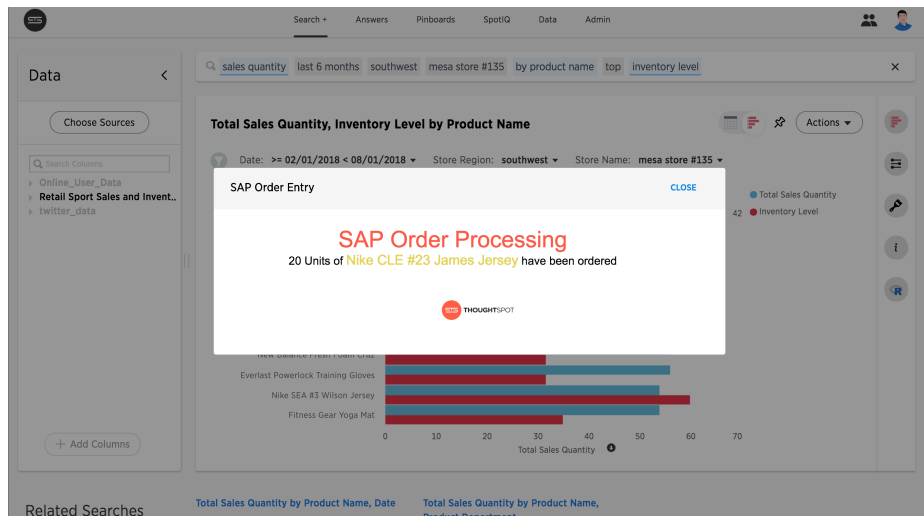 STS
Search + Answers Pinboards SpotIQ Data Admin
Data
Choose Sources
Search Columns
Online_User_Data
Retail Sport Sales and Invent..
twitter_data
+ Add Columns
sales quantity last 6 months southwest mesa store #135 by product name top inventory level
Total Sales Quantity, Inventory Level by Product Name
Actions
Date: >= 02/01/2018 < 08/01/2018 Store Region: southwest Store Name: mesa store #135
SAP Order Entry
CLOSE
SAP Order Processing
20 Units of Nike CLE #23 James Jersey have been ordered
STS THOUGHTSPOT
Total Sales Quantity
42 Inventory Level
i
R
New Balance Fresh Foam Cruz
Everlast Powerlock Training Gloves
Nike SEA #3 Wilson Jersey
Fitness Gear Yoga Mat
0 10 20 30 40 50 60 70
Total Sales Quantity
Related Searches
Total Sales Quantity by Product Name, Date
Total Sales Quantity by Product Name,
Product Department